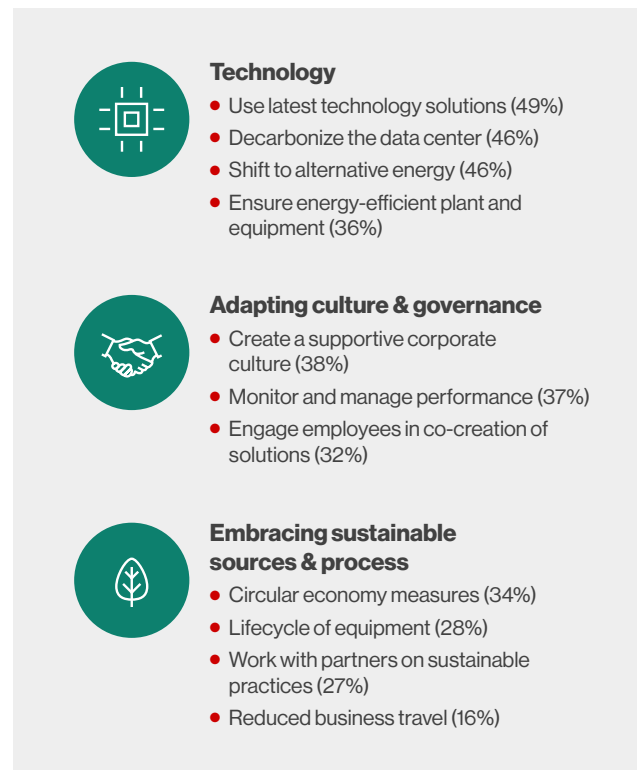 Technology
• Use latest technology solutions (49%)
• Decarbonize the data center (46%)
• Shift to alternative energy (46%)
• Ensure energy-efficient plant and
equipment (36%)
Adapting culture & governance
• Create a supportive corporate
culture (38%)
• Monitor and manage performance (37%)
• Engage employees in co-creation of
solutions (32%)
Embracing sustainable
sources & process
• Circular economy measures (34%)
• Lifecycle of equipment (28%)
• Work with partners on sustainable
practices (27%)
• Reduced business travel (16%)